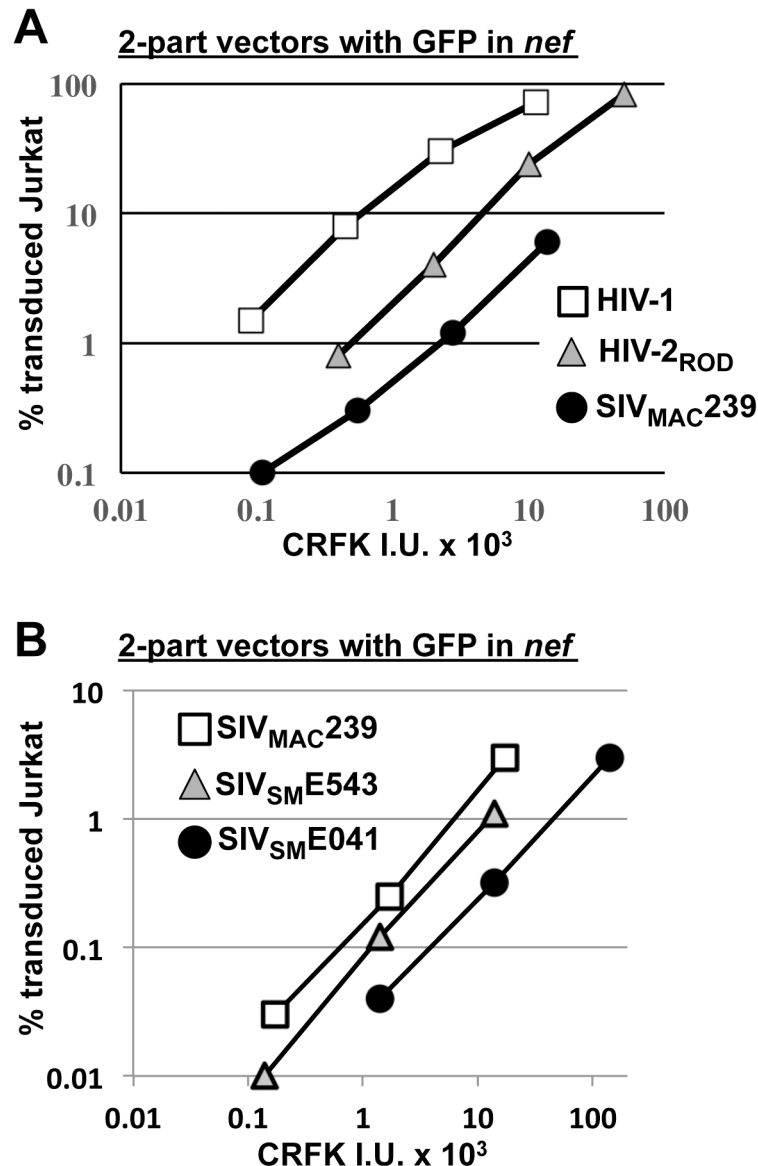 A
2-part vectors with GFP in nef
% transduced Jurkat
100
10
1
0.1
HIV-1
HIV-2ROD
SIVMAC239
0.01
0.1
1
10
100
CRFK I.U. x 10³
B
2-part vectors with GFP in nef
% transduced Jurkat
10
1
0.1
0.01
SIVMAC239
SIVSME543
SIVSME041
0.01
0.1
1
10
100
CRFK I.U. x 10³